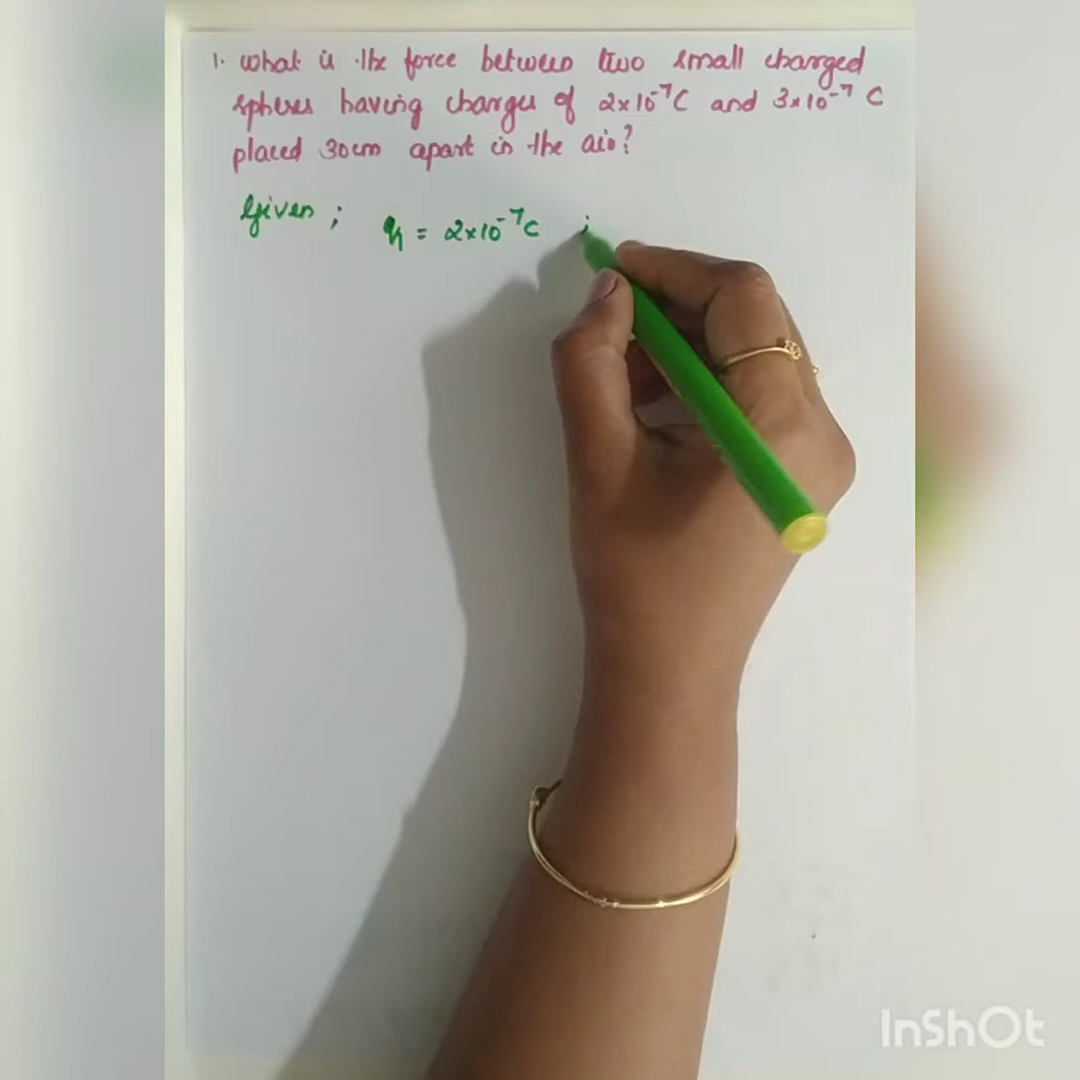 1. What is the force between two small charged
spheres having charges of 2×10⁻⁷C and 3×10⁻⁷ C
placed 30cm apart in the air?
Given ; q₁ = 2×10⁻⁷C ;
InShOt